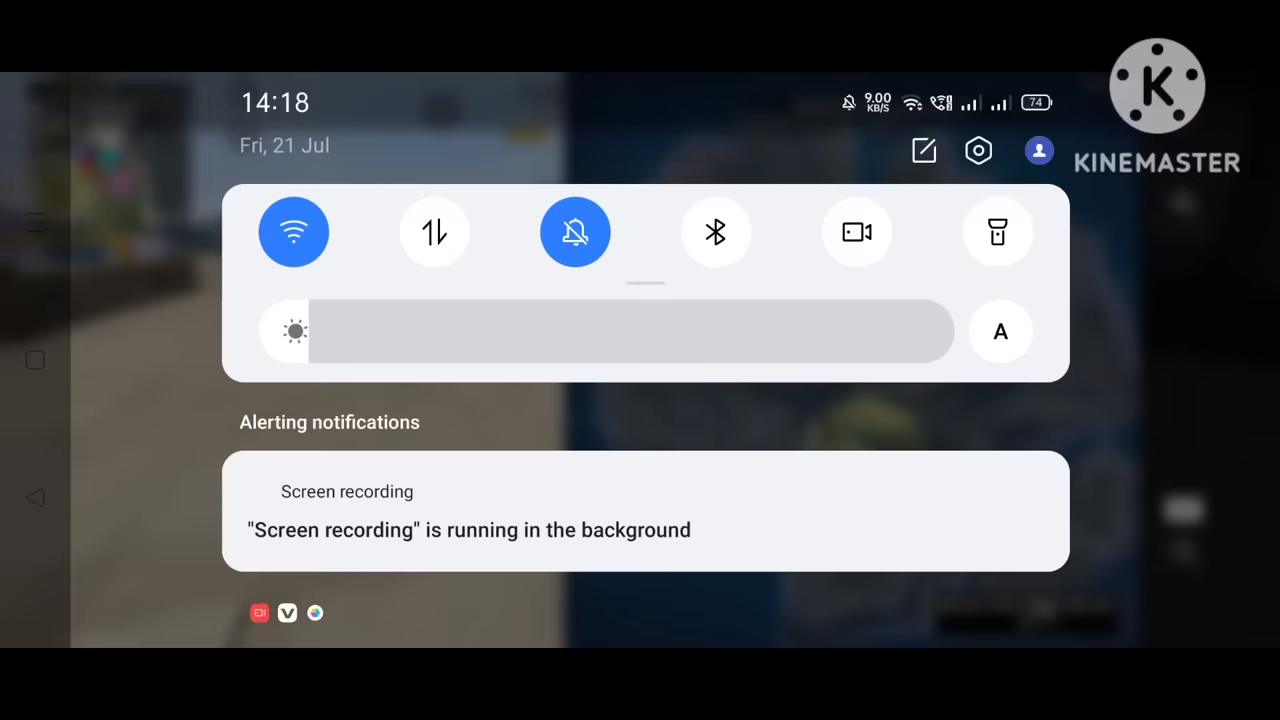 14:18
9.00
KB/S
74
Fri, 21 Jul
K
KINEMASTER
A
Alerting notifications
Screen recording
"Screen recording" is running in the background